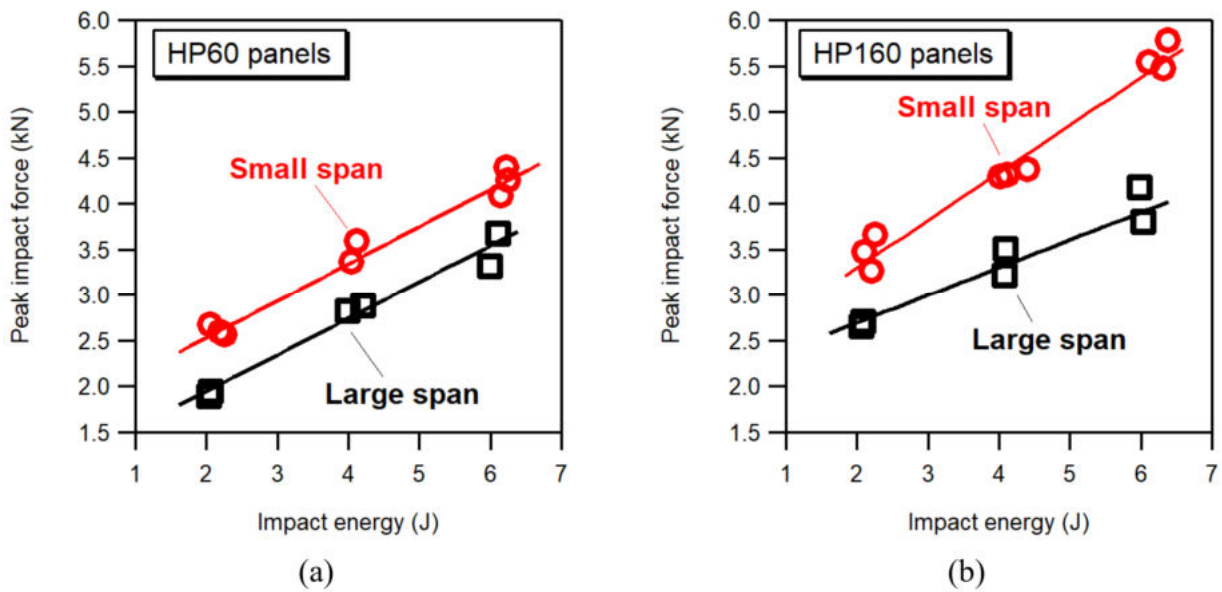 HP60 panels
Small span
Large span
6.0
5.5
5.0
4.5
4.0
3.5
3.0
2.5
2.0
1.5
1 2 3 4 5 6 7
Peak impact force (kN)
Impact energy (J)
(a)
HP160 panels
Small span
Large span
6.0
5.5
5.0
4.5
4.0
3.5
3.0
2.5
2.0
1.5
1 2 3 4 5 6 7
Peak impact force (kN)
Impact energy (J)
(b)